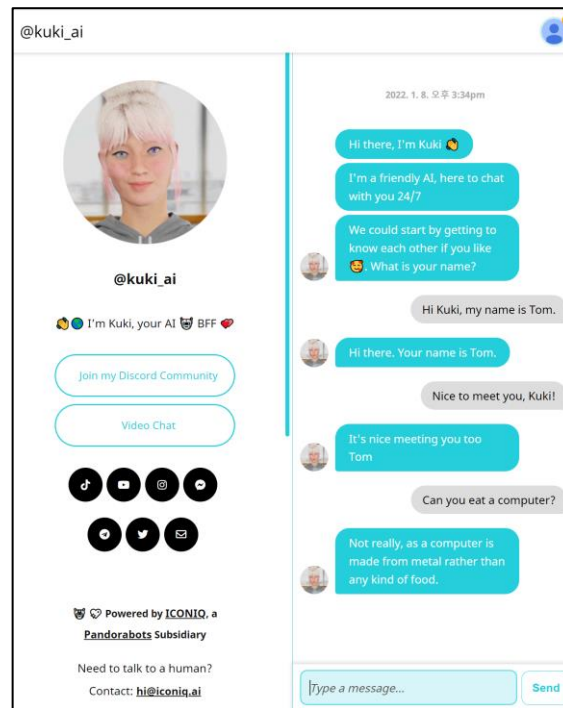 @kuki_ai
@kuki_ai
I'm Kuki, your AI BFF
Join my Discord Community
Video Chat
Powered by ICONIQ, a
Pandorabots Subsidiary
Need to talk to a human?
Contact: hi@iconiq.ai
2022. 1. 8. 오후 3:34pm
Hi there, I'm Kuki
I'm a friendly AI, here to chat
with you 24/7
We could start by getting to
know each other if you like
. What is your name?
Hi Kuki, my name is Tom.
Hi there. Your name is Tom.
Nice to meet you, Kuki!
It's nice meeting you too
Tom
Can you eat a computer?
Not really, as a computer is
made from metal rather than
any kind of food.
Type a message...
Send